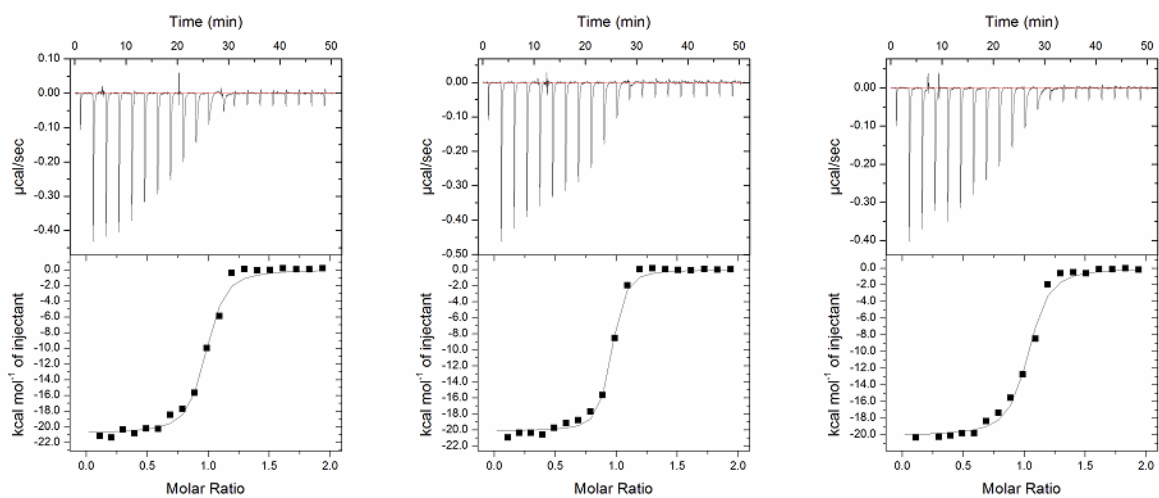 Time (min)
0 10 20 30 40 50
0.10
0.00
-0.10
-0.20
-0.30
-0.40
µcal/sec
0.0
-2.0
-4.0
-6.0
-8.0
-10.0
-12.0
-14.0
-16.0
-18.0
-20.0
-22.0
kcal mol⁻¹ of injectant
0.0 0.5 1.0 1.5 2.0
Molar Ratio
Time (min)
0 10 20 30 40 50
0.00
-0.10
-0.20
-0.30
-0.40
-0.50
µcal/sec
0.0
-2.0
-4.0
-6.0
-8.0
-10.0
-12.0
-14.0
-16.0
-18.0
-20.0
-22.0
kcal mol⁻¹ of injectant
0.0 0.5 1.0 1.5 2.0
Molar Ratio
Time (min)
0 10 20 30 40 50
0.00
-0.10
-0.20
-0.30
-0.40
µcal/sec
0.0
-2.0
-4.0
-6.0
-8.0
-10.0
-12.0
-14.0
-16.0
-18.0
-20.0
kcal mol⁻¹ of injectant
0.0 0.5 1.0 1.5 2.0
Molar Ratio